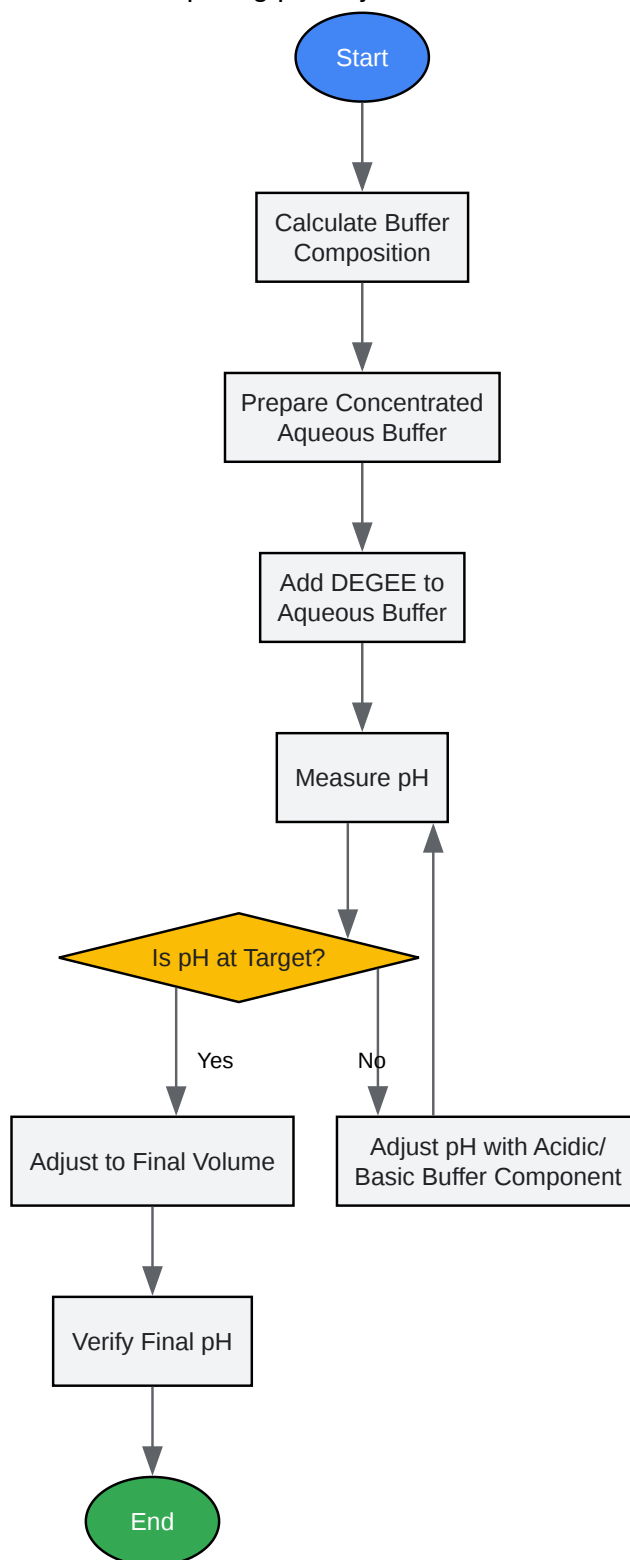 Start
Calculate Buffer
Composition
Prepare Concentrated
Aqueous Buffer
Add DEGEE to
Aqueous Buffer
Measure pH
Is pH at Target?
Yes
No
Adjust to Final Volume
Adjust pH with Acidic/
Basic Buffer Component
Verify Final pH
End